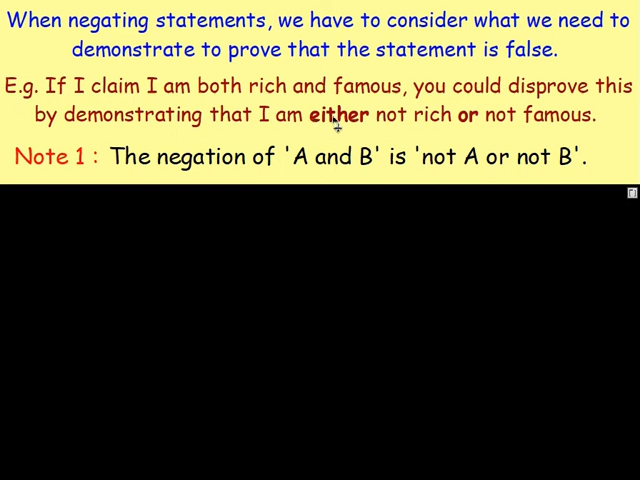 When negating statements, we have to consider what we need to
demonstrate to prove that the statement is false.
E.g. If I claim I am both rich and famous, you could disprove this
by demonstrating that I am either not rich or not famous.
Note 1 : The negation of 'A and B' is 'not A or not B'.